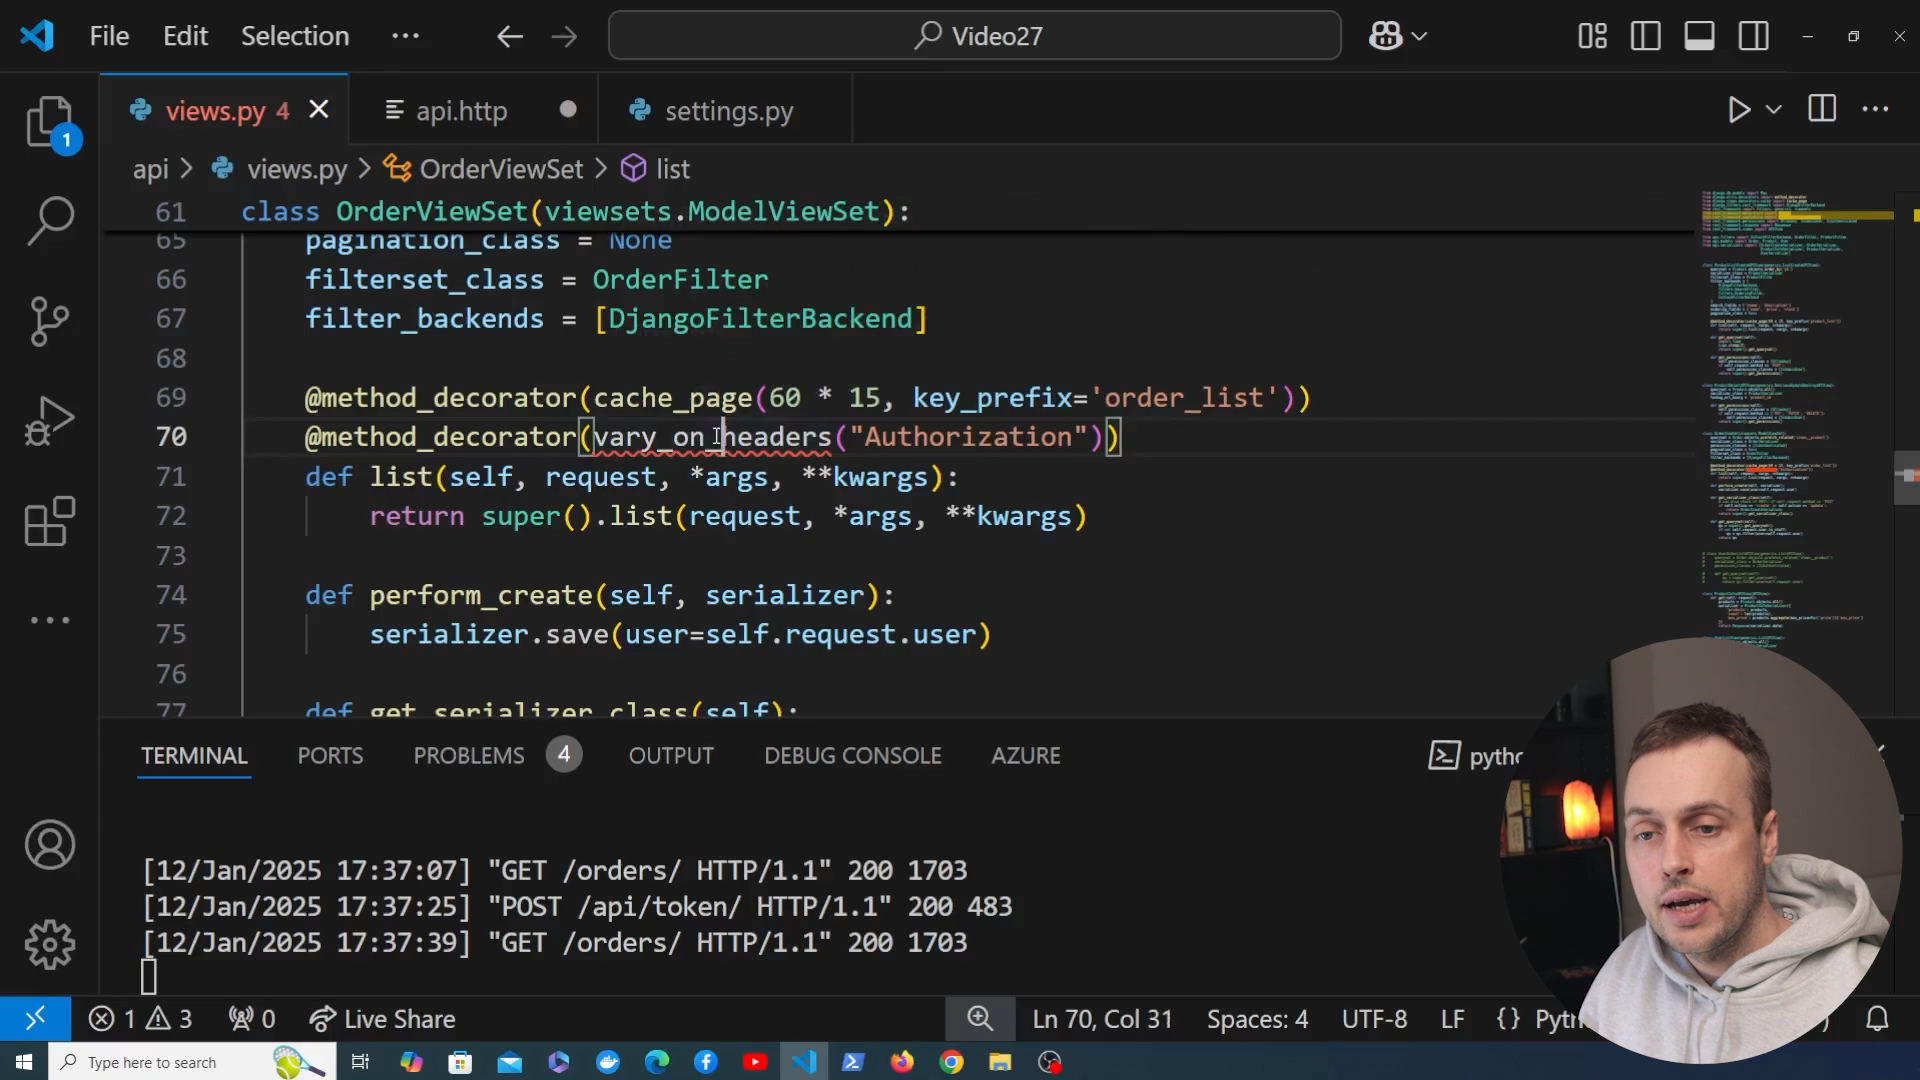 File Edit Selection ··· Video27
views.py 4 api.http settings.py
1
api > views.py > OrderViewSet > list
61 class OrderViewSet(viewsets.ModelViewSet):
65 pagination_class = None
66 filterset_class = OrderFilter
67 filter_backends = [DjangoFilterBackend]
68
69 @method_decorator(cache_page(60 * 15, key_prefix='order_list'))
70 @method_decorator(vary_on_headers("Authorization"))
71 def list(self, request, *args, **kwargs):
72 return super().list(request, *args, **kwargs)
73
74 def perform_create(self, serializer):
75 serializer.save(user=self.request.user)
76
77 def get_serializer_class(self):
TERMINAL PORTS PROBLEMS 4 OUTPUT DEBUG CONSOLE AZURE
[12/Jan/2025 17:37:07] "GET /orders/ HTTP/1.1" 200 1703
[12/Jan/2025 17:37:25] "POST /api/token/ HTTP/1.1" 200 483
[12/Jan/2025 17:37:39] "GET /orders/ HTTP/1.1" 200 1703
1 3 0 Live Share Ln 70, Col 31 Spaces: 4 UTF-8 LF {}
Type here to search